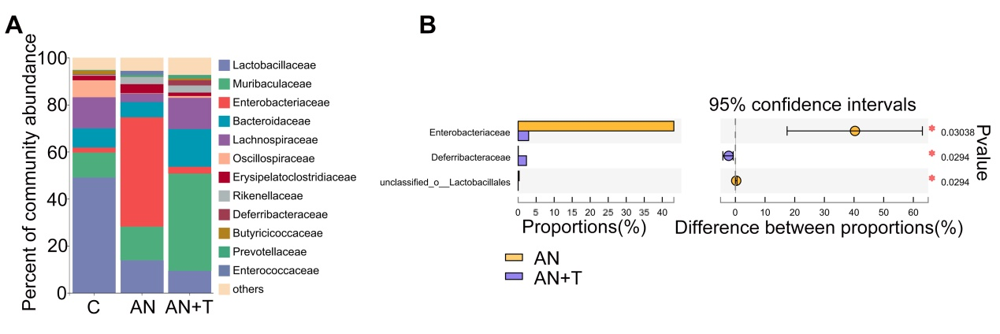 A
Percent of community abundance
100
80
60
40
20
0
C AN AN+T
Lactobacillaceae
Muribaculaceae
Enterobacteriaceae
Bacteroidaceae
Lachnospiraceae
Oscillospiraceae
Erysipelatoclostridiaceae
Rikenellaceae
Deferribacteraceae
Butyricicoccaceae
Prevotellaceae
Enterococcaceae
others
B
95% confidence intervals
Enterobacteriaceae
Deferribacteraceae
unclassified_o__Lactobacillales
0 5 10 15 20 25 30 35 40
Proportions(%)
0 10 20 30 40 50 60
Difference between proportions(%)
* 0.03038
* 0.0294
* 0.0294
Pvalue
AN
AN+T